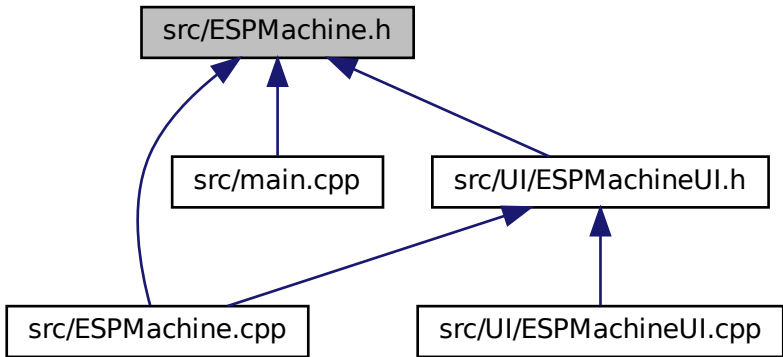 src/ESPMachine.h
src/main.cpp
src/UI/ESPMachineUI.h
src/ESPMachine.cpp
src/UI/ESPMachineUI.cpp